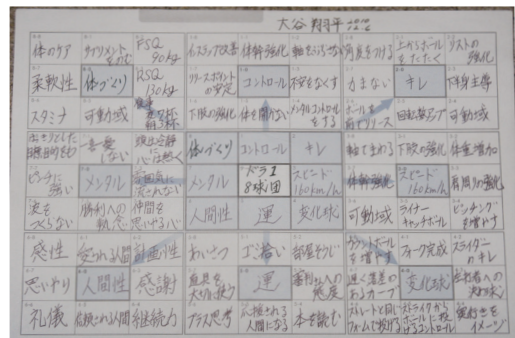 大谷 翔平 2010 12.6
体のケア サプリメントをのむ FSQ 90kg インステップ改善 体幹強化 軸をぶらさない 角度をつける 上からボールをたたく リストの強化
柔軟性 体づくり RSQ 130kg リリースポイントの安定 コントロール 不安をなくす 力まない キレ 下半身主導
スタミナ 可動域 食事 夜7杯 朝3杯 下肢の強化 体を開かない メンタルコントロールをする ボールを前でリリース 回転数アップ 可動域
はっきりとした目標、目的をもつ 一喜一憂しない 頭は冷静に心は熱く 体づくり コントロール キレ 軸でまわる 下肢の強化 体重増加
ピンチに強い メンタル 雰囲気に流されない メンタル ドラ1 8球団 スピード 160km/h 体幹強化 スピード 160km/h 肩周りの強化
波をつくらない 勝利への執念 仲間を思いやる心 人間性 運 変化球 可動域 ライナーキャッチボール ピッチングを増やす
感性 愛される人間 計画性 あいさつ ゴミ拾い 部屋そうじ カウントボールを増やす フォーク完成 スライダーのキレ
思いやり 人間性 感謝 道具を大切に使う 運 審判さんへの態度 遅く落差のあるカーブ 変化球 左打者への決め球
礼儀 信頼される人間 継続力 プラス思考 応援される人間になる 本を読む ストレートと同じフォームで投げる ストライクからボールに投げるコントロール 奥行きをイメージ